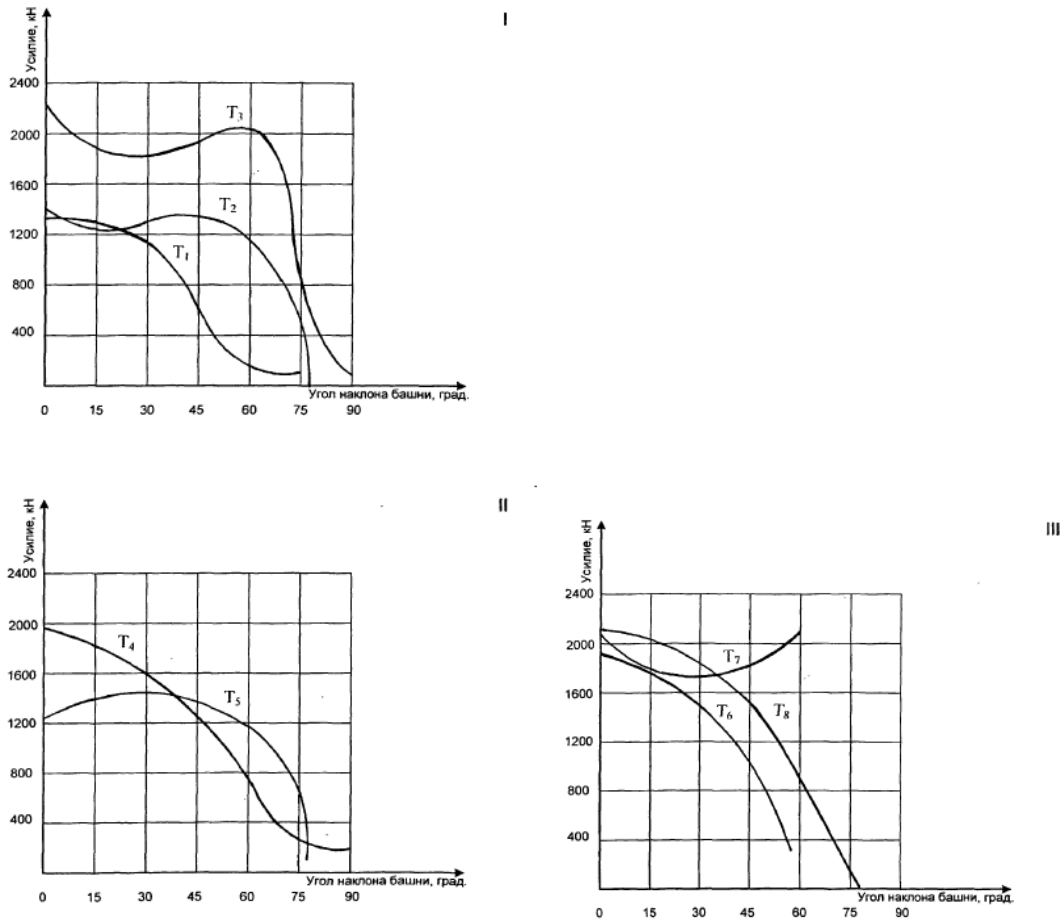 I
Усилие, кН
2400
2000
1600
1200
800
400
T3
T2
T1
Угол наклона башни, град.
0 15 30 45 60 75 90
II
Усилие, кН
2400
2000
1600
1200
800
400
T4
T5
Угол наклона башни, град.
0 15 30 45 60 75 90
III
Усилие, кН
2400
2000
1600
1200
800
400
T7
T6
T8
Угол наклона башни, град.
0 15 30 45 60 75 90